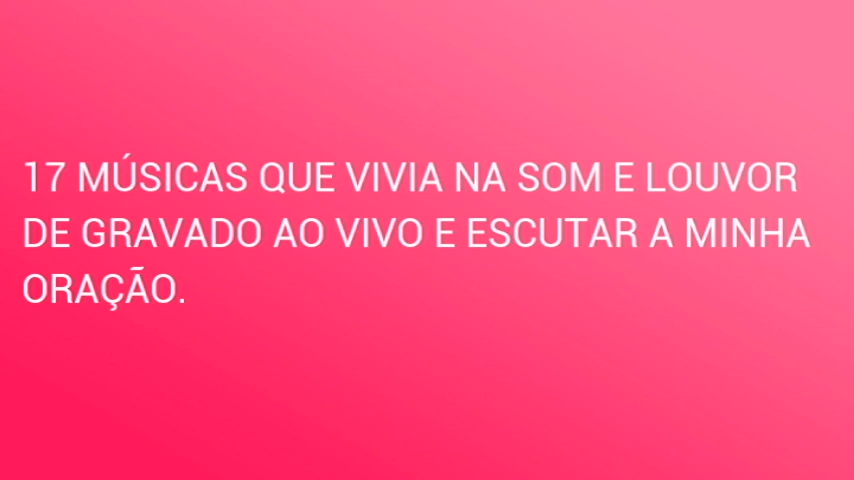 17 MÚSICAS QUE VIVIA NA SOM E LOUVOR
DE GRAVADO AO VIVO E ESCUTAR A MINHA
ORAÇÃO.